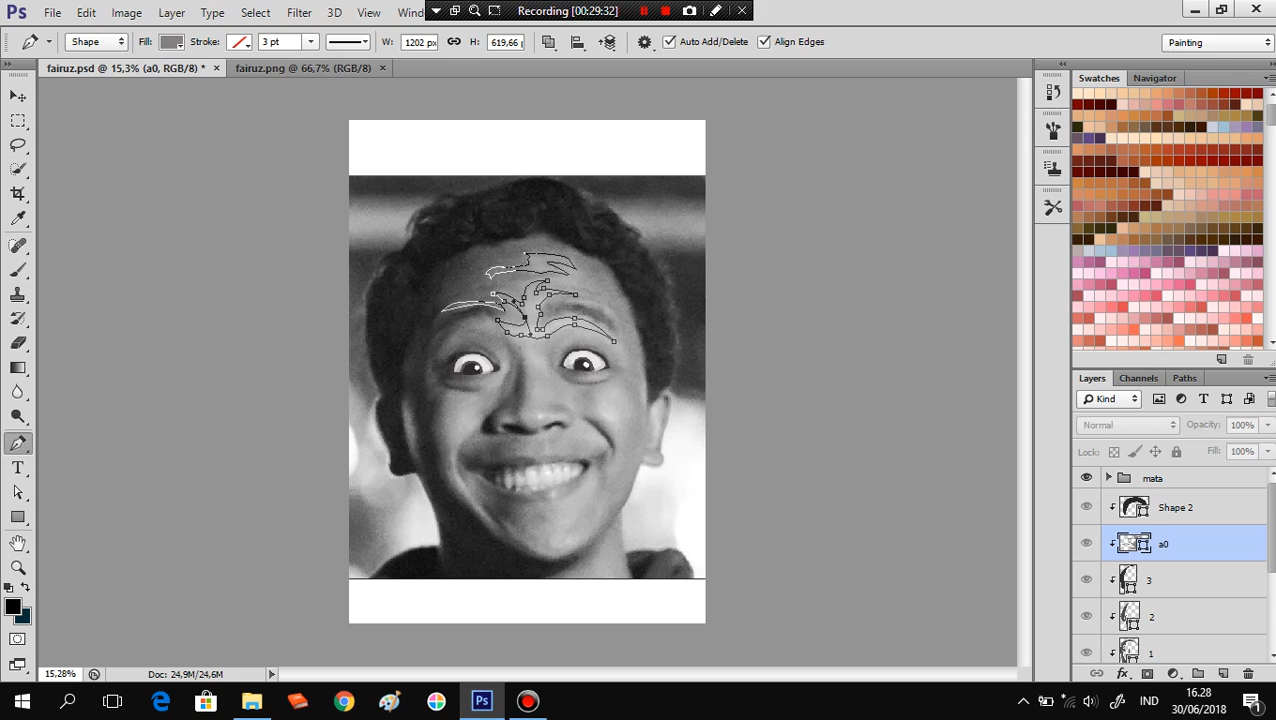 Ps File Edit Image Layer Type Select Filter 3D View Wind
Recording [00:29:32]
Shape Fill: Stroke: 3 pt W: 1202 px H: 619,66 Auto Add/Delete Align Edges Painting
fairuz.psd @ 15,3% (a0, RGB/8) * × fairuz.png @ 66,7% (RGB/8) ×
Swatches Navigator
Layers Channels Paths
Kind
Normal Opacity: 100%
Lock: Fill: 100%
mata
Shape 2
a0
3
2
1
15,28% Doc: 24,9M/24,6M
Ps
IND
16.28
30/06/2018
1